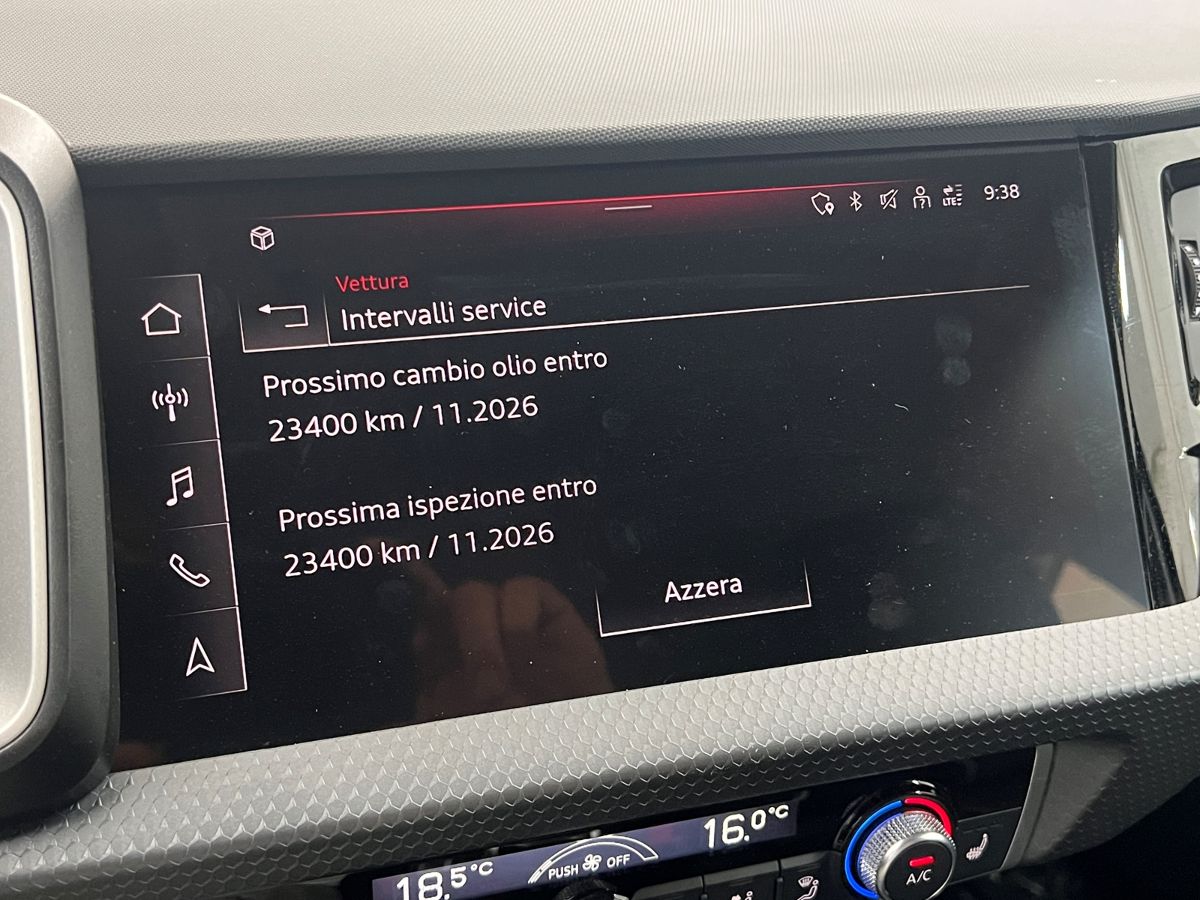 LTE
9:38
Vettura
Intervalli service
Prossimo cambio olio entro
23400 km / 11.2026
Prossima ispezione entro
23400 km / 11.2026
Azzera
18.5°C
PUSH OFF
16.0°C
A/C